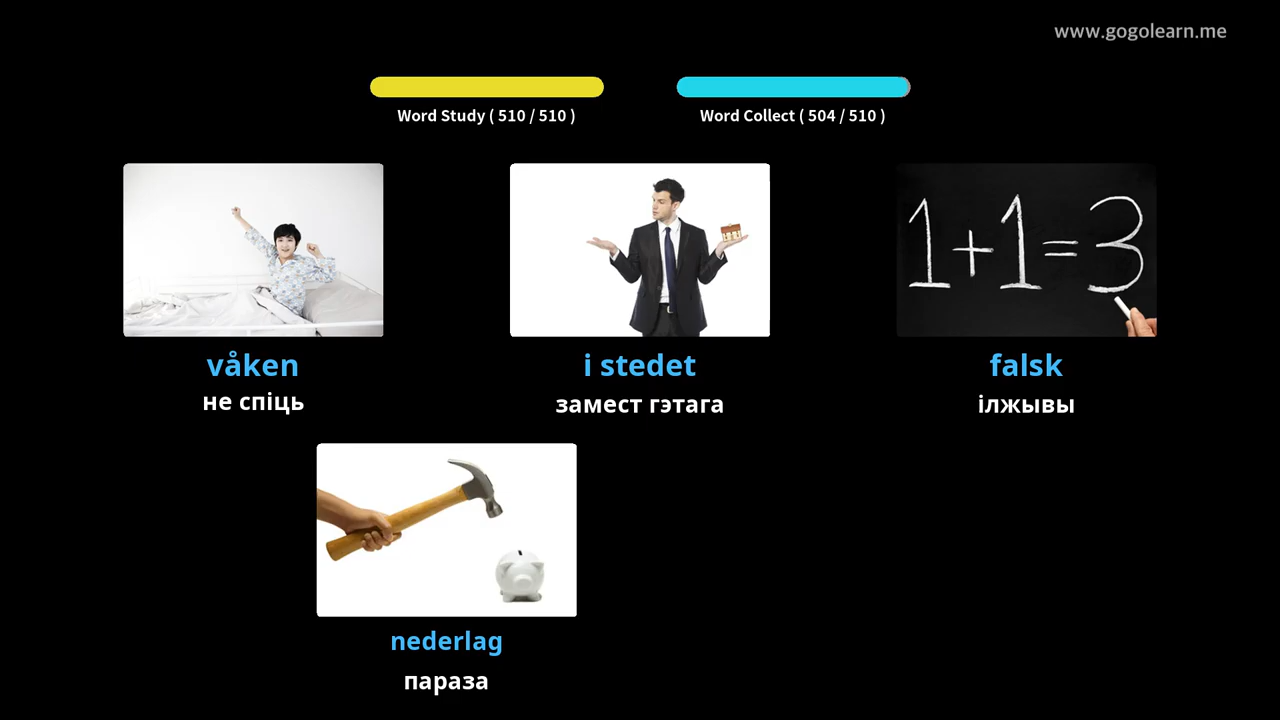 www.gogolearn.me
Word Study ( 510 / 510 )
Word Collect ( 504 / 510 )
1+1=3
våken
i stedet
falsk
не спіць
замест гэтага
ілжывы
nederlag
параза